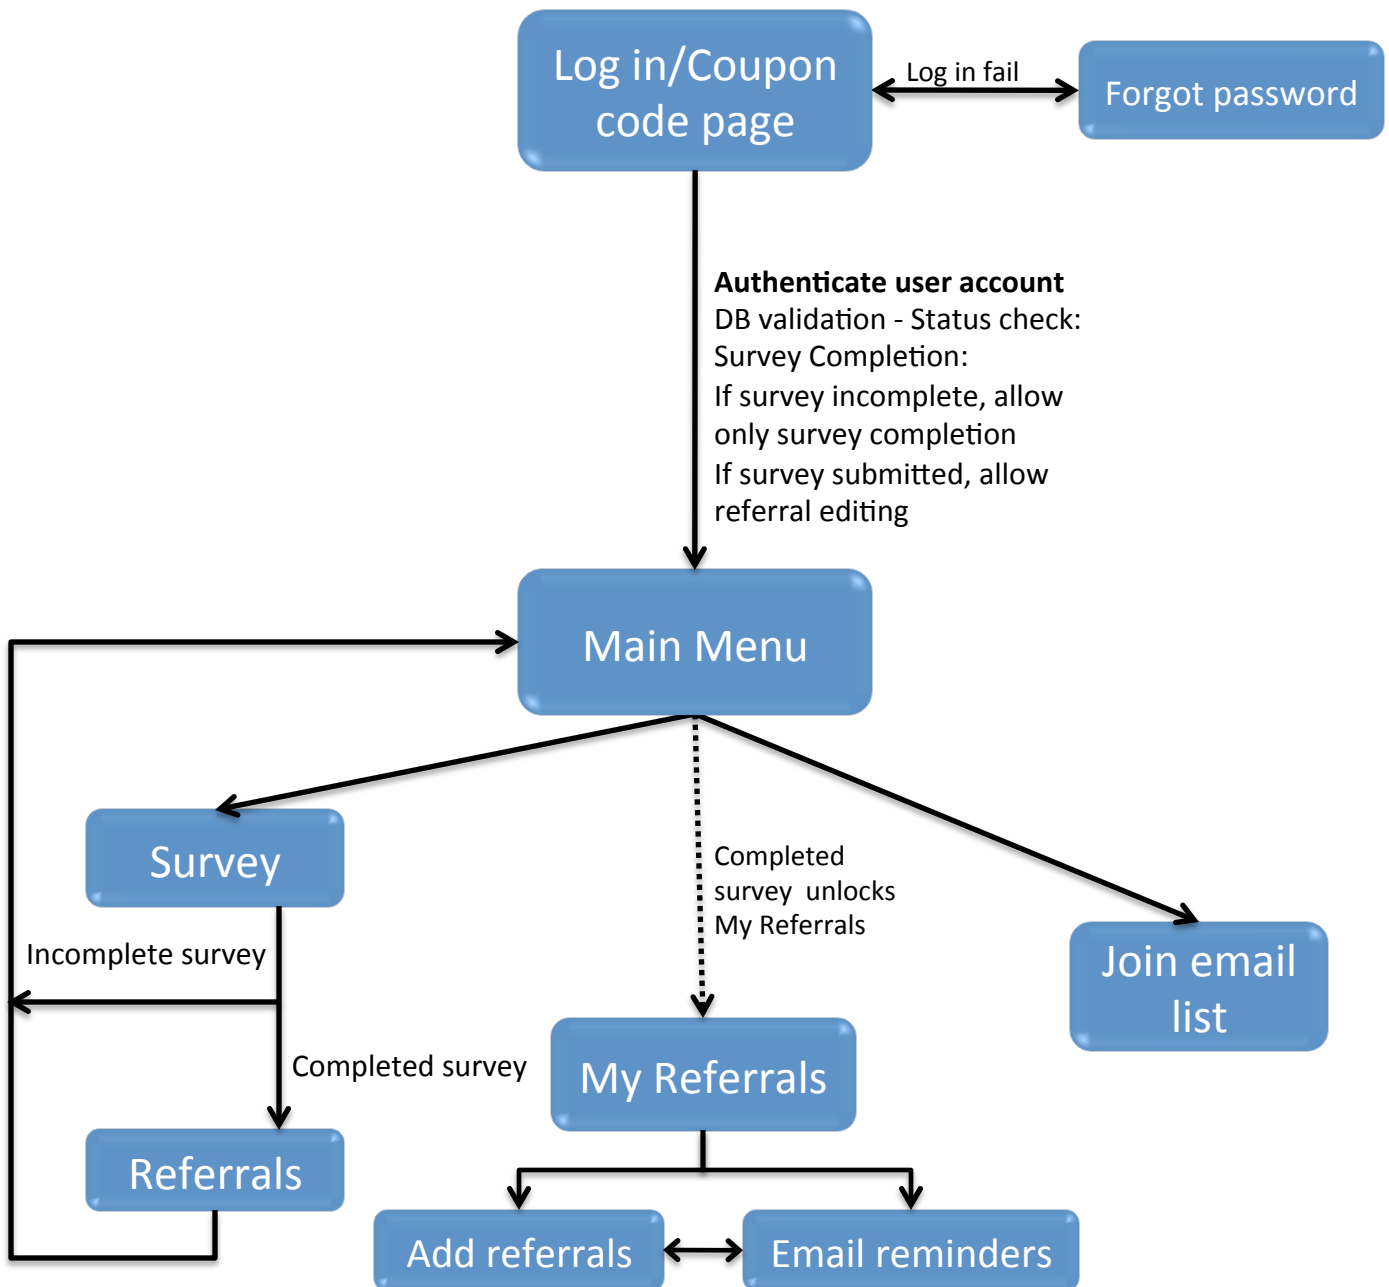 Log in/Coupon
code page
Log in fail
Forgot password
Authenticate user account
DB validation - Status check:
Survey Completion:
If survey incomplete, allow
only survey completion
If survey submitted, allow
referral editing
Main Menu
Survey
Completed
survey unlocks
My Referrals
Incomplete survey
Join email
list
Completed survey
My Referrals
Referrals
Add referrals
Email reminders